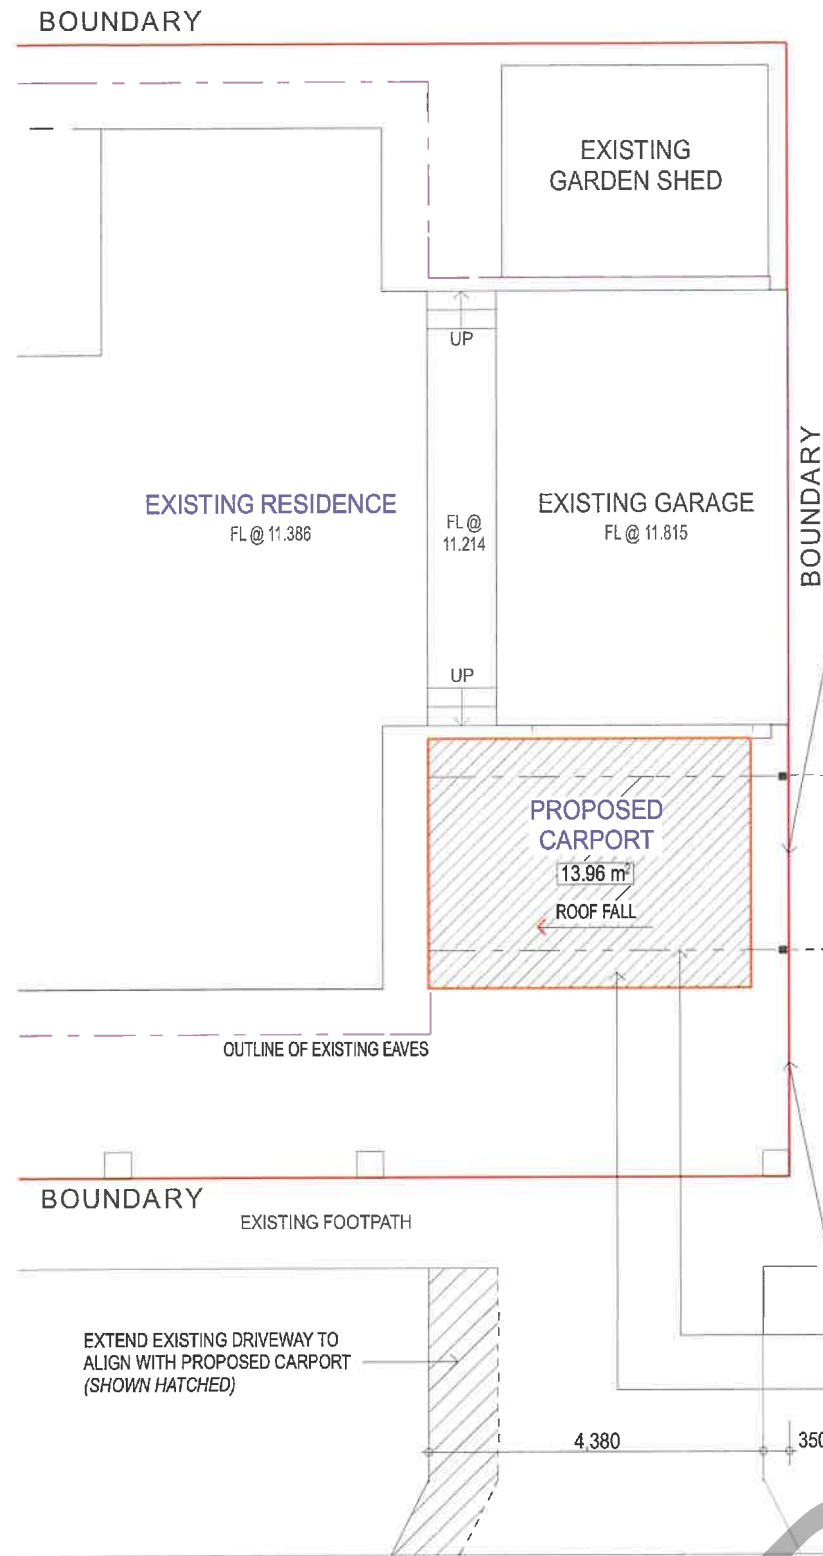 BOUNDARY
EXISTING
GARDEN SHED
UP
EXISTING RESIDENCE
FL @ 11.386
FL @
11.214
EXISTING GARAGE
FL @ 11.815
BOUNDARY
UP
PROPOSED
CARPORT
13.96 m²
ROOF FALL
OUTLINE OF EXISTING EAVES
BOUNDARY
EXISTING FOOTPATH
EXTEND EXISTING DRIVEWAY TO
ALIGN WITH PROPOSED CARPORT
(SHOWN HATCHED)
4,380
350